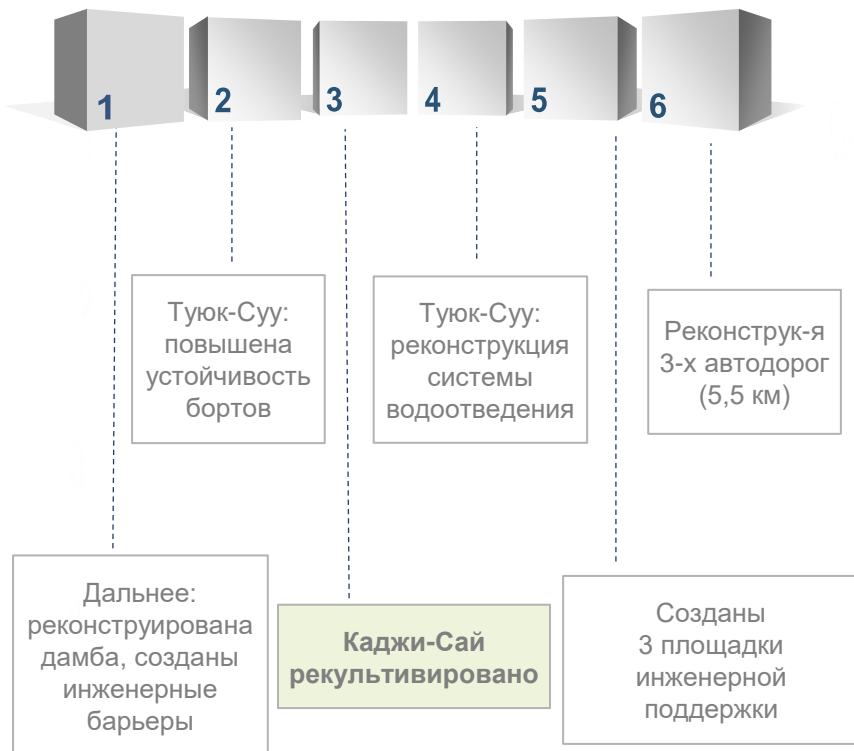 1 2 3 4 5 6
Туюк-Суу:
повышена
устойчивость
бортов
Туюк-Суу:
реконструкция
системы
водоотведения
Реконструк-я
3-х автодорог
(5,5 км)
Дальнее:
реконструирована
дамба, созданы
инженерные
барьеры
Каджи-Сай
рекультивировано
Созданы
3 площадки
инженерной
поддержки